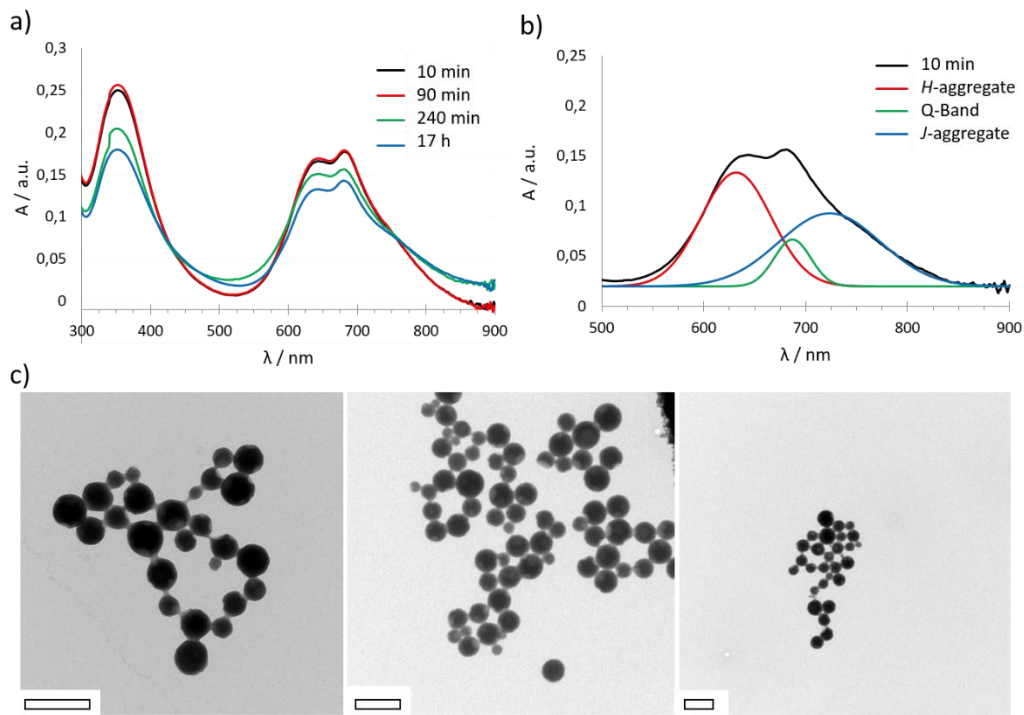 a)
0,3
0,25
0,2
0,15
0,1
0,05
0
A / a.u.
10 min
90 min
240 min
17 h
300 400 500 600 700 800 900
λ / nm
b)
0,25
0,2
0,15
0,1
0,05
0
A / a.u.
10 min
H-aggregate
Q-Band
J-aggregate
500 600 700 800 900
λ / nm
c)